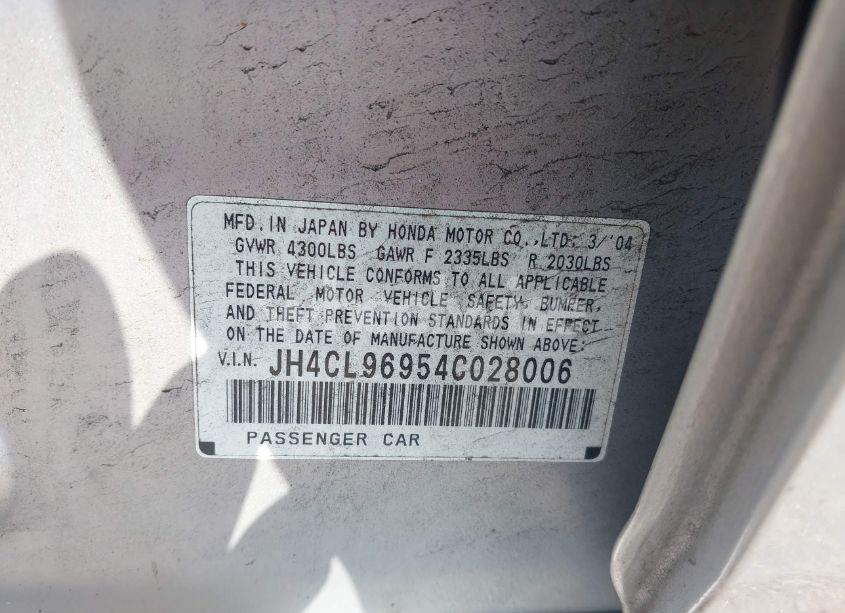 MFD. IN JAPAN BY HONDA MOTOR CO.,LTD: 3/'04
GVWR 4300LBS GAWR F 2335LBS R 2030LBS
THIS VEHICLE CONFORMS TO ALL APPLICABLE
FEDERAL MOTOR VEHICLE SAFETY, BUMPER,
AND THEFT PREVENTION STANDARDS IN EFFECT
ON THE DATE OF MANUFACTURE SHOWN ABOVE:
V.I.N. JH4CL96954C028006
PASSENGER CAR